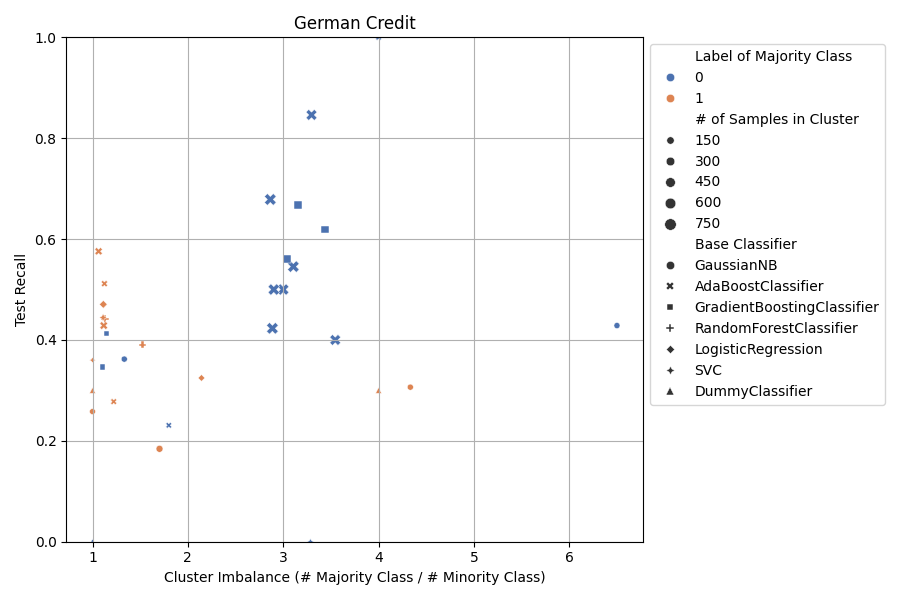 German Credit
Test Recall
1.0
0.8
0.6
0.4
0.2
0.0
1
2
3
4
5
6
Cluster Imbalance (# Majority Class / # Minority Class)
Label of Majority Class
0
1
# of Samples in Cluster
150
300
450
600
750
Base Classifier
GaussianNB
AdaBoostClassifier
GradientBoostingClassifier
RandomForestClassifier
LogisticRegression
SVC
DummyClassifier